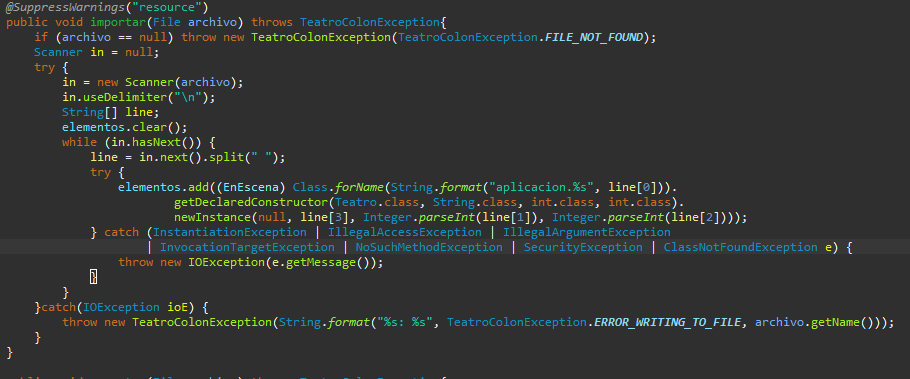 @SuppressWarnings("resource")
public void importar(File archivo) throws TeatroColonException{
    if (archivo == null) throw new TeatroColonException(TeatroColonException.FILE_NOT_FOUND);
    Scanner in = null;
    try {
        in = new Scanner(archivo);
        in.useDelimiter("\n");
        String[] line;
        elementos.clear();
        while (in.hasNext()) {
            line = in.next().split(" ");
            try {
                elementos.add((EnEscena) Class.forName(String.format("aplicacion.%s", line[0])).
                        getDeclaredConstructor(Teatro.class, String.class, int.class, int.class).
                        newInstance(null, line[3], Integer.parseInt(line[1]), Integer.parseInt(line[2])));
            } catch (InstantiationException | IllegalAccessException | IllegalArgumentException
                    | InvocationTargetException | NoSuchMethodException | SecurityException | ClassNotFoundException e) {
                throw new IOException(e.getMessage());
            }
        }
    }catch(IOException ioE) {
        throw new TeatroColonException(String.format("%s: %s", TeatroColonException.ERROR_WRITING_TO_FILE, archivo.getName()));
    }
}